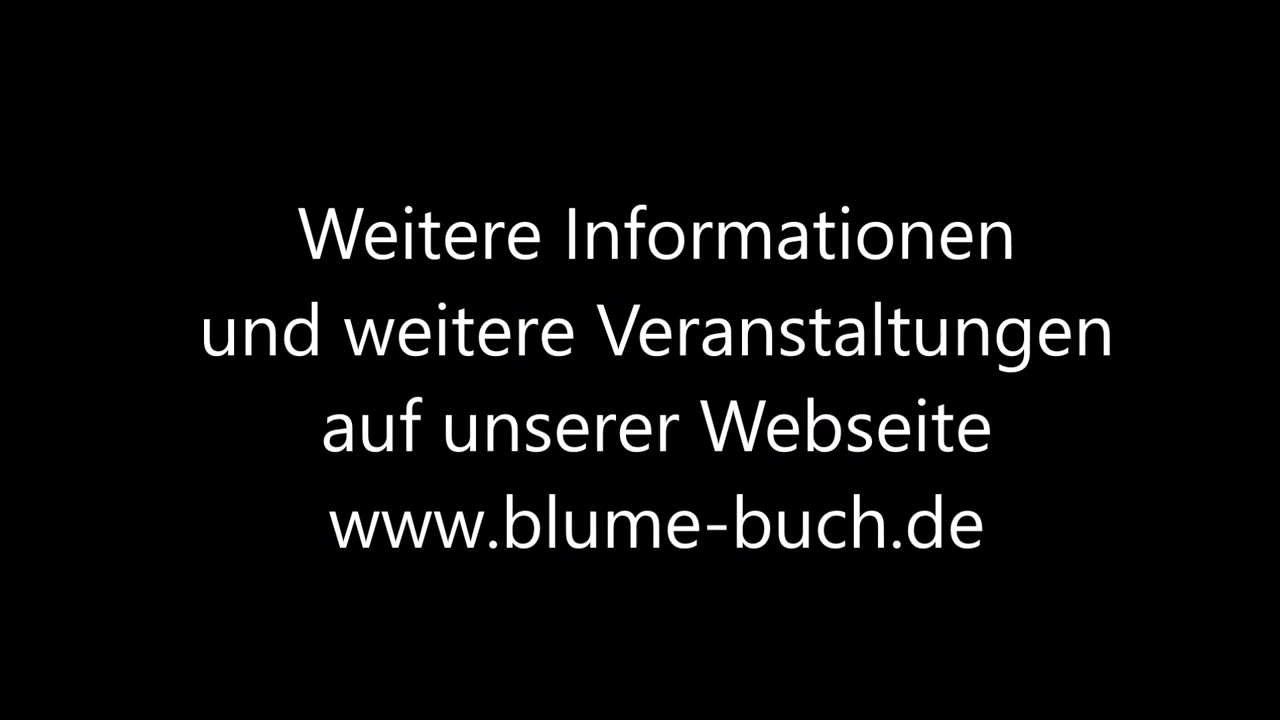 Weitere Informationen
und weitere Veranstaltungen
auf unserer Webseite
www.blume-buch.de